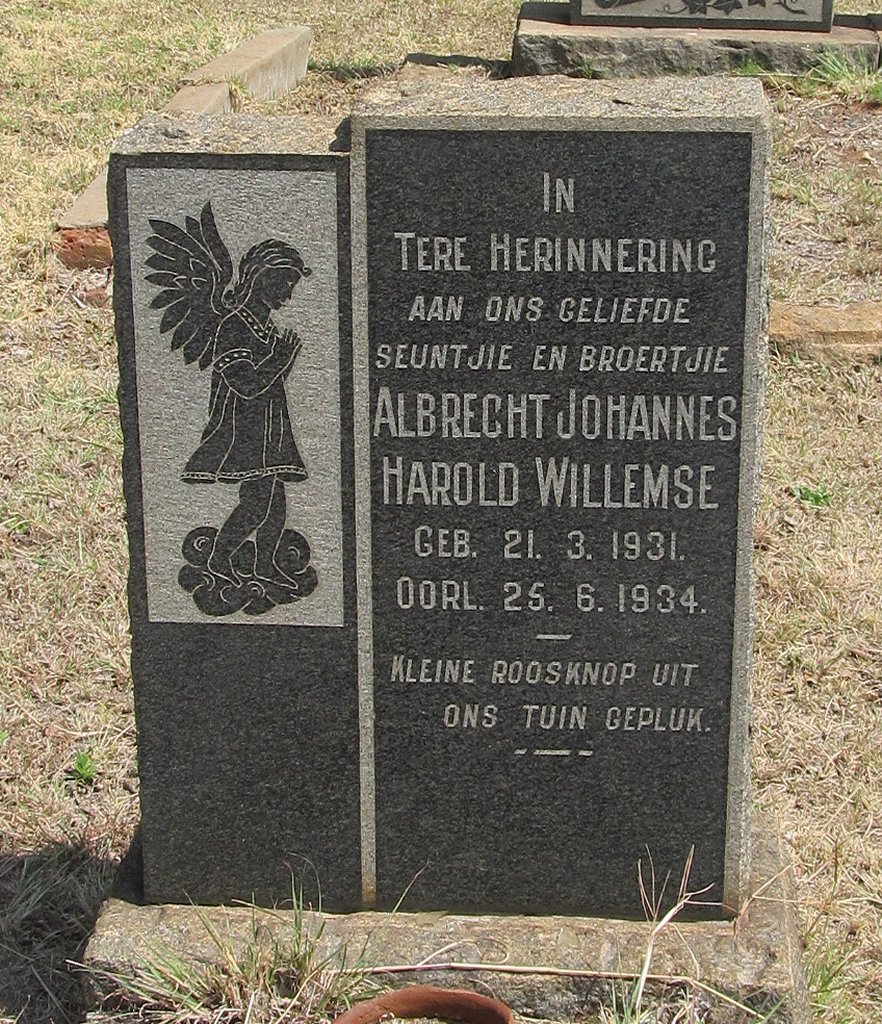 IN
TERE HERINNERING
AAN ONS GELIEFDE
SEUNTJIE EN BROERTJIE
ALBRECHT JOHANNES
HAROLD WILLEMSE
GEB. 21. 3. 1931.
OORL. 25. 6. 1934.
KLEINE ROOSKNOP UIT
ONS TUIN GEPLUK.